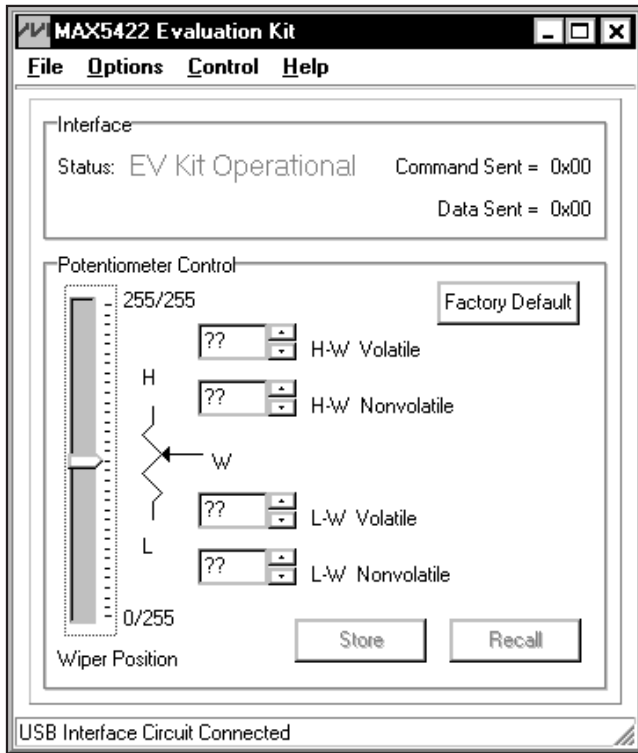 MAX5422 Evaluation Kit
File Options Control Help
Interface
Status: EV Kit Operational
Command Sent = 0x00
Data Sent = 0x00
Potentiometer Control
255/255
Factory Default
?? H-W Volatile
H
?? H-W Nonvolatile
W
?? L-W Volatile
L
?? L-W Nonvolatile
0/255
Store Recall
Wiper Position
USB Interface Circuit Connected